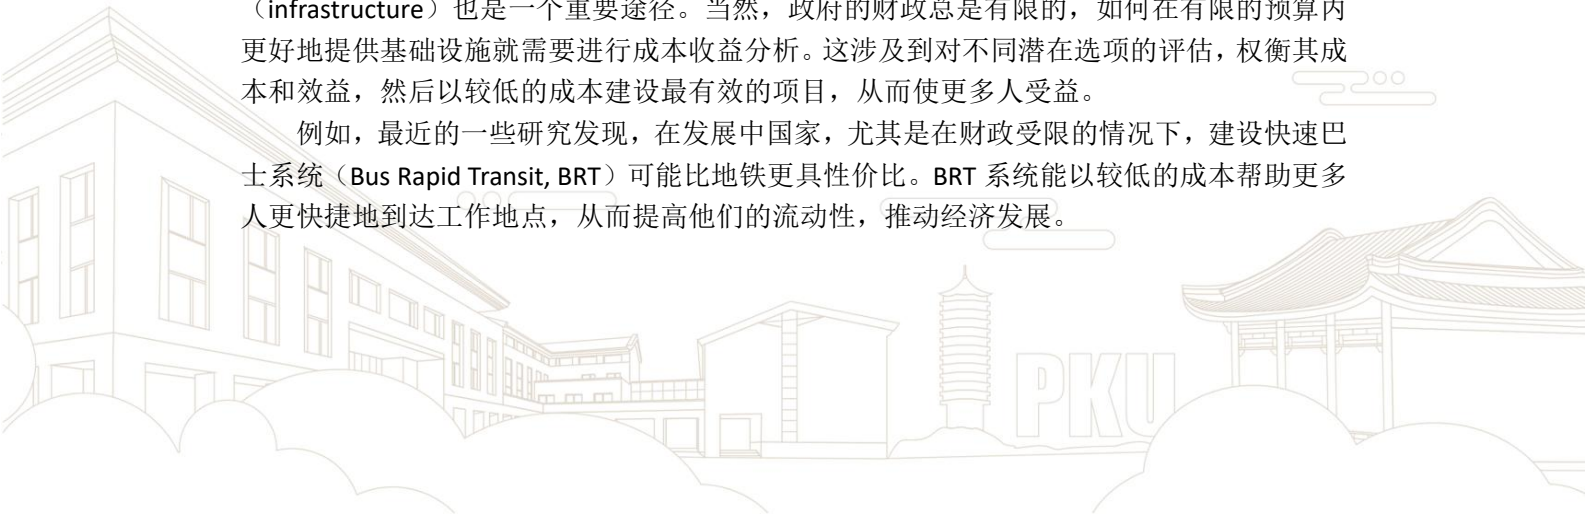 （infrastructure）也是一个重要途径。当然，政府的财政总是有限的，如何在有限的预算内
更好地提供基础设施就需要进行成本收益分析。这涉及到对不同潜在选项的评估，权衡其成
本和效益，然后以较低的成本建设最有效的项目，从而使更多人受益。
例如，最近的一些研究发现，在发展中国家，尤其是在财政受限的情况下，建设快速巴
士系统（Bus Rapid Transit, BRT）可能比地铁更具性价比。BRT 系统能以较低的成本帮助更多
人更快捷地到达工作地点，从而提高他们的流动性，推动经济发展。
PKU